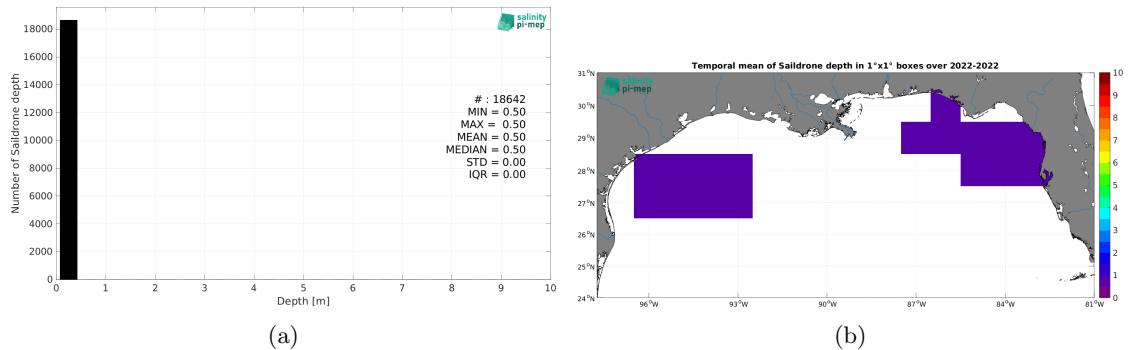 18000
16000
14000
12000
10000
8000
6000
4000
2000
0
Number of Saildrone depth
salinity
pi-mep
# : 18642
MIN = 0.50
MAX = 0.50
MEAN = 0.50
MEDIAN = 0.50
STD = 0.00
IQR = 0.00
0 1 2 3 4 5 6 7 8 9 10
Depth [m]
(a)
Temporal mean of Saildrone depth in 1°x1° boxes over 2022-2022
salinity
pi-mep
31°N
30°N
29°N
28°N
27°N
26°N
25°N
24°N
96°W 93°W 90°W 87°W 84°W 81°W
10
9
8
7
6
5
4
3
2
1
0
(b)